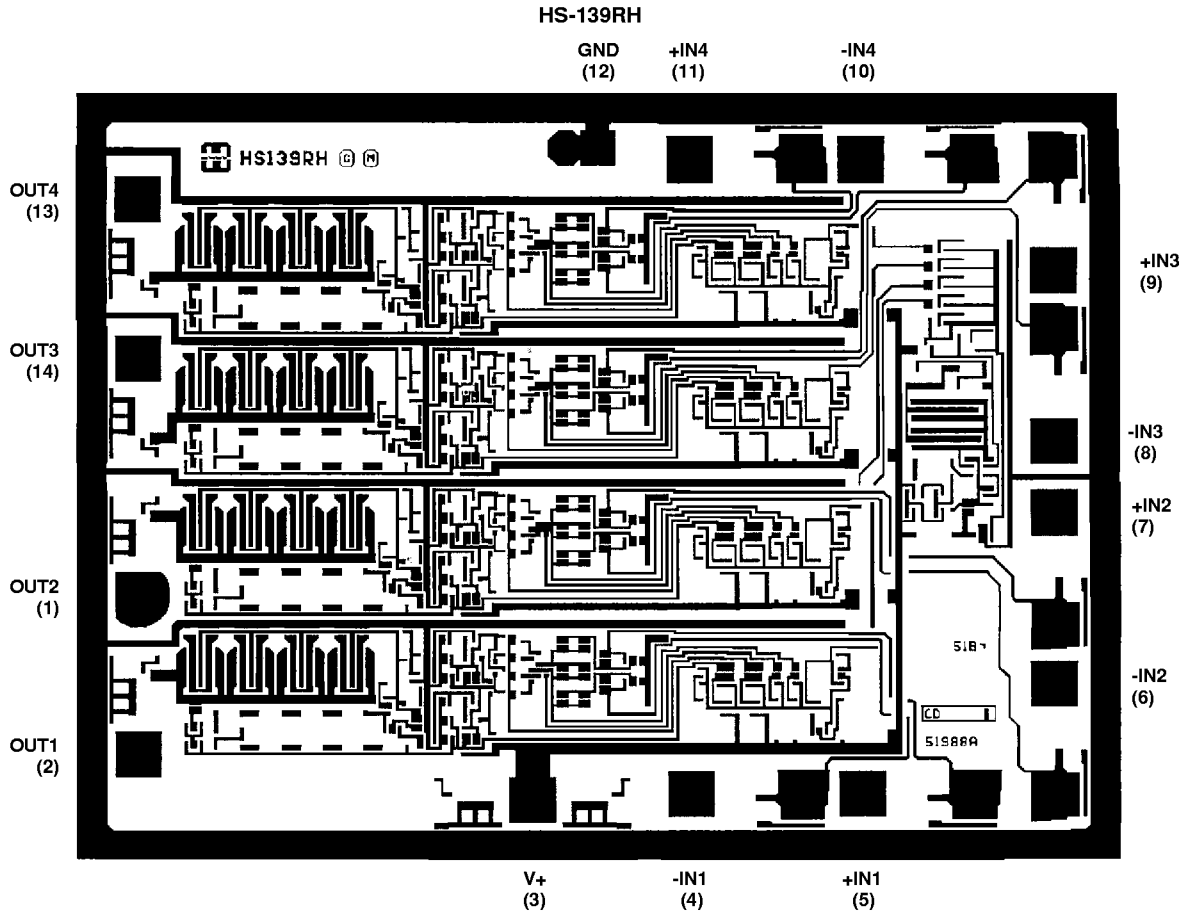 HS-139RH
GND
(12)
+IN4
(11)
-IN4
(10)
HS139RH G M
OUT4
(13)
+IN3
(9)
OUT3
(14)
-IN3
(8)
+IN2
(7)
OUT2
(1)
-IN2
(6)
CD
51988A
OUT1
(2)
V+
(3)
-IN1
(4)
+IN1
(5)